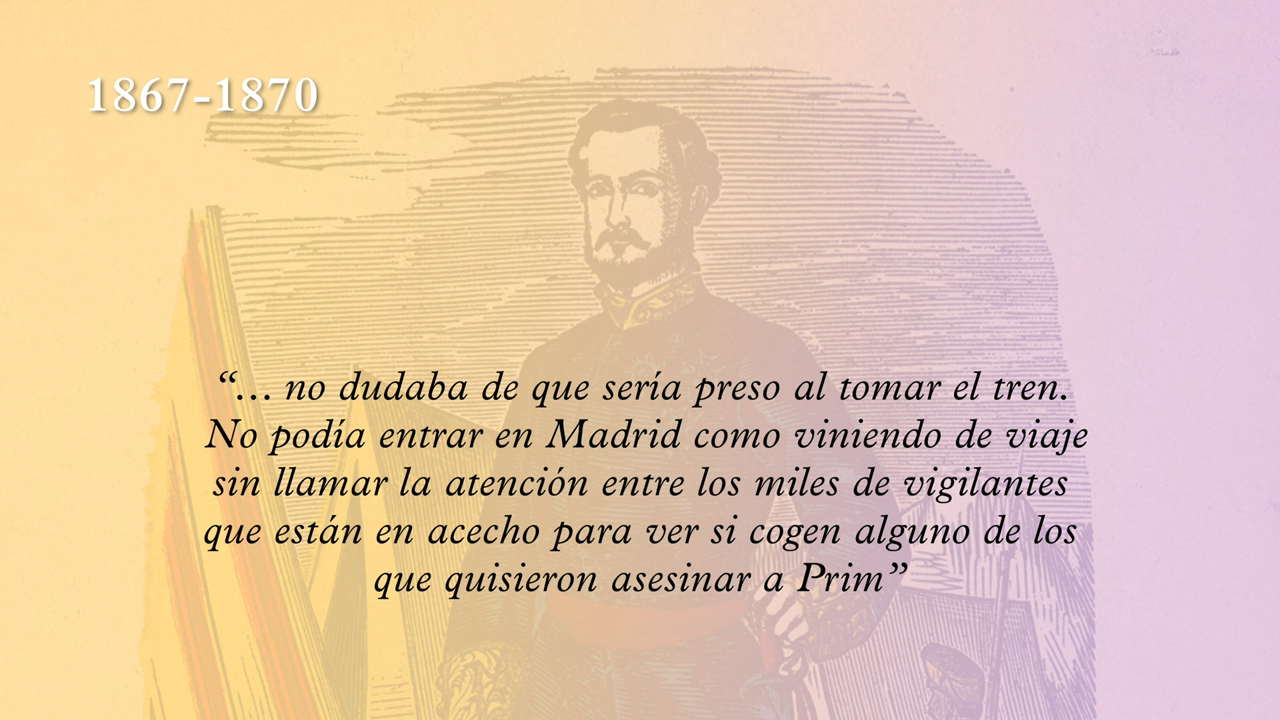 1867-1870
“... no dudaba de que sería preso al tomar el tren.
No podía entrar en Madrid como viniendo de viaje
sin llamar la atención entre los miles de vigilantes
que están en acecho para ver si cogen alguno de los
que quisieron asesinar a Prim”